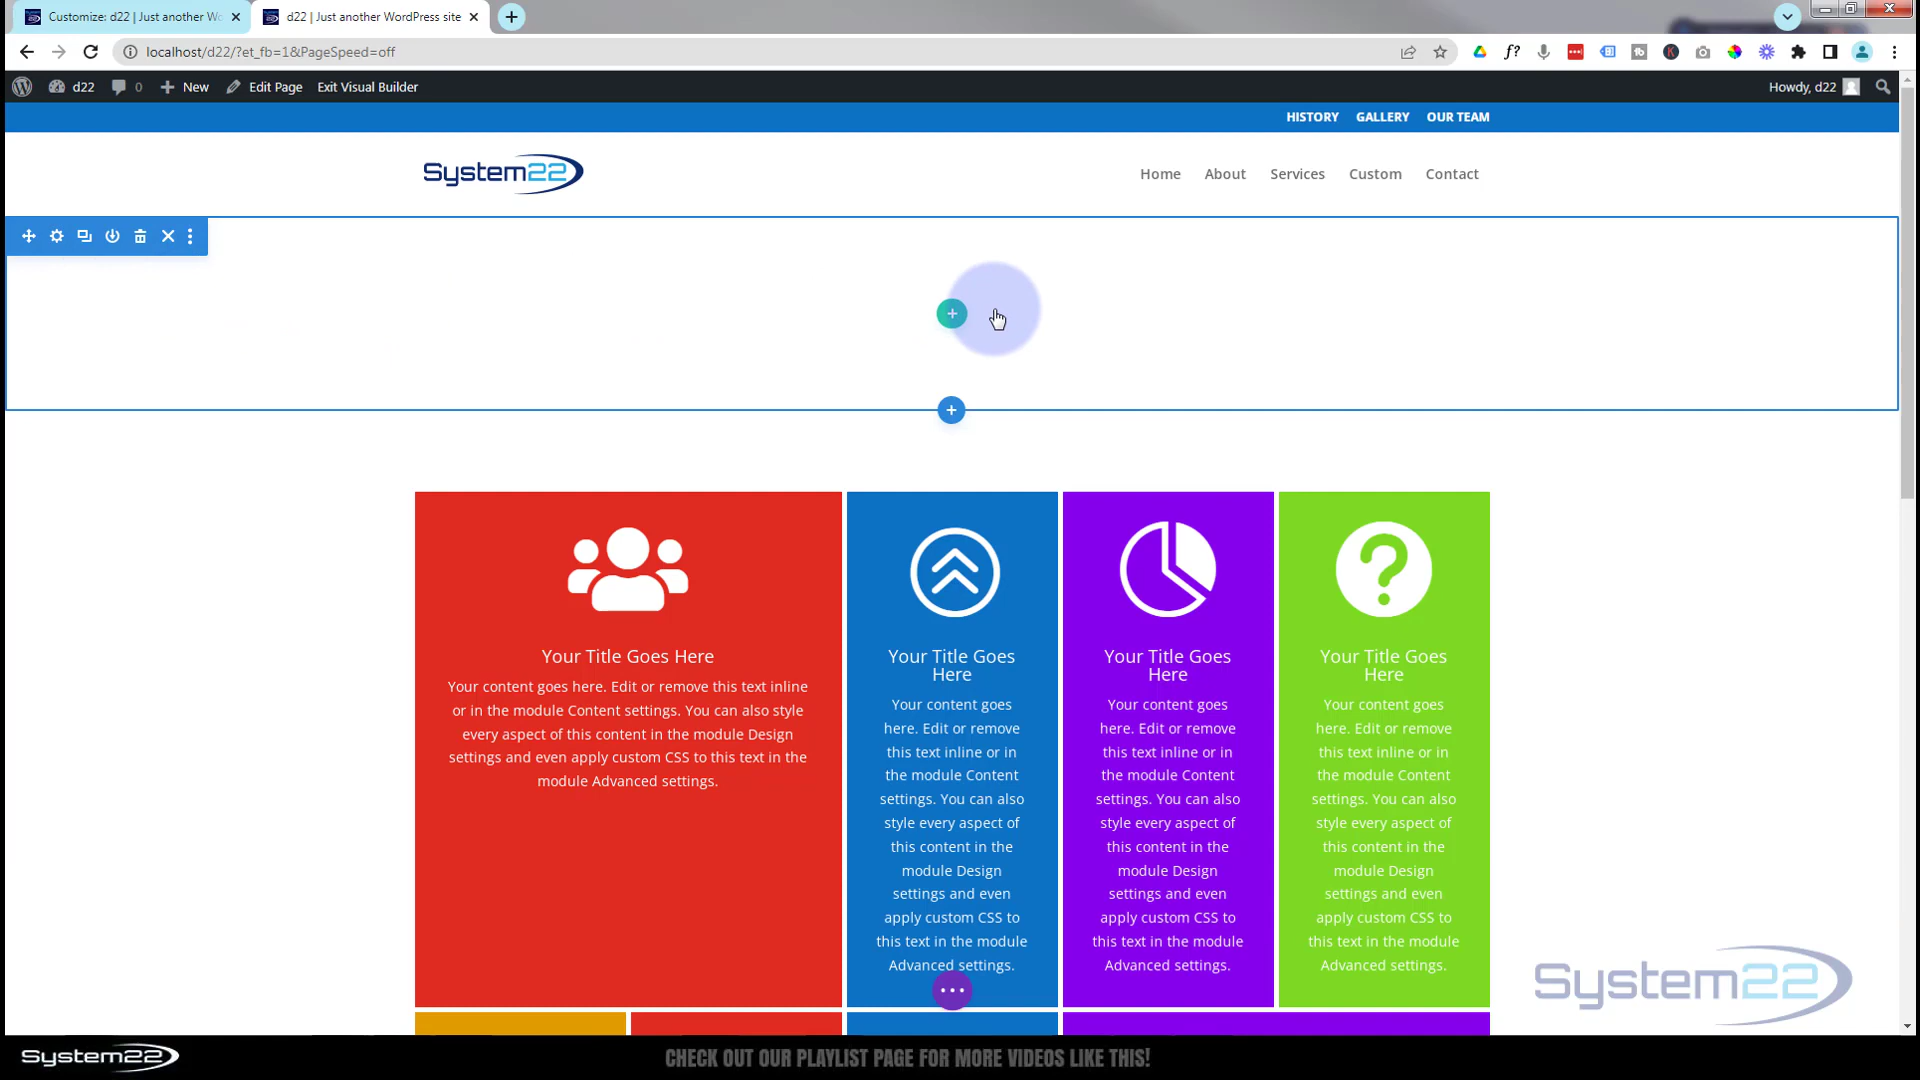 Customize: d22 | Just another Wo
d22 | Just another WordPress site
localhost/d22/?et_fb=1&PageSpeed=off
d22
0
New
Edit Page
Exit Visual Builder
Howdy, d22
HISTORY
GALLERY
OUR TEAM
System22
Home
About
Services
Custom
Contact
Your Title Goes Here
Your content goes here. Edit or remove this text inline
or in the module Content settings. You can also style
every aspect of this content in the module Design
settings and even apply custom CSS to this text in the
module Advanced settings.
Your Title Goes
Here
Your content goes
here. Edit or remove
this text inline or in
the module Content
settings. You can also
style every aspect of
this content in the
module Design
settings and even
apply custom CSS to
this text in the module
Advanced settings.
Your Title Goes
Here
Your content goes
here. Edit or remove
this text inline or in
the module Content
settings. You can also
style every aspect of
this content in the
module Design
settings and even
apply custom CSS to
this text in the module
Advanced settings.
Your Title Goes
Here
Your content goes
here. Edit or remove
this text inline or in
the module Content
settings. You can also
style every aspect of
this content in the
module Design
settings and even
apply custom CSS to
this text in the module
Advanced settings.
System22
System22
CHECK OUT OUR PLAYLIST PAGE FOR MORE VIDEOS LIKE THIS!